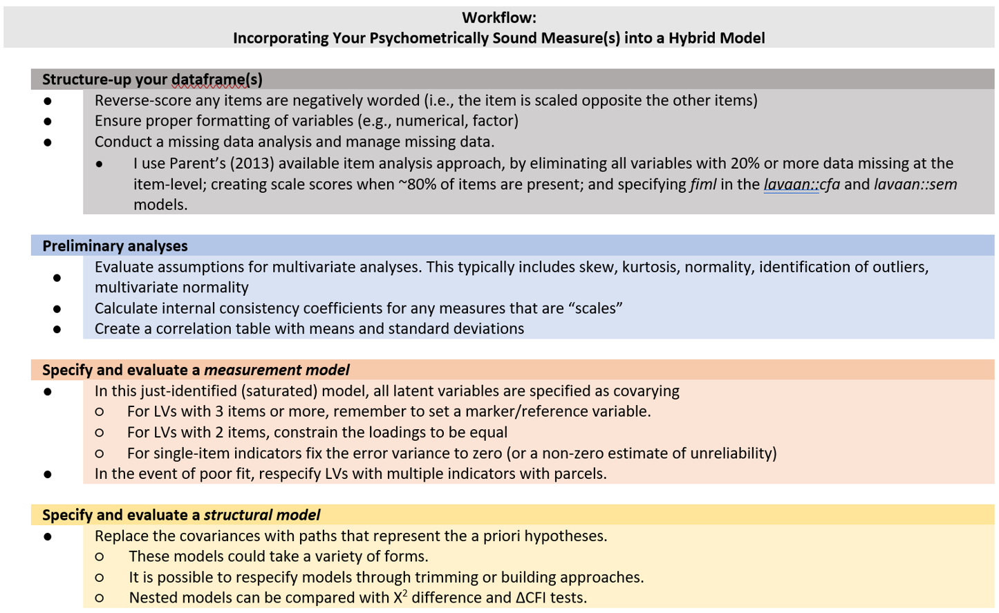 Workflow:
Incorporating Your Psychometrically Sound Measure(s) into a Hybrid Model
Structure-up your dataframe(s)
● Reverse-score any items are negatively worded (i.e., the item is scaled opposite the other items)
● Ensure proper formatting of variables (e.g., numerical, factor)
● Conduct a missing data analysis and manage missing data.
● I use Parent’s (2013) available item analysis approach, by eliminating all variables with 20% or more data missing at the
item-level; creating scale scores when ~80% of items are present; and specifying fiml in the lavaan::cfa and lavaan::sem
models.
Preliminary analyses
● Evaluate assumptions for multivariate analyses. This typically includes skew, kurtosis, normality, identification of outliers,
multivariate normality
● Calculate internal consistency coefficients for any measures that are “scales”
● Create a correlation table with means and standard deviations
Specify and evaluate a measurement model
● In this just-identified (saturated) model, all latent variables are specified as covarying
○ For LVs with 3 items or more, remember to set a marker/reference variable.
○ For LVs with 2 items, constrain the loadings to be equal
○ For single-item indicators fix the error variance to zero (or a non-zero estimate of unreliability)
● In the event of poor fit, respecify LVs with multiple indicators with parcels.
Specify and evaluate a structural model
● Replace the covariances with paths that represent the a priori hypotheses.
○ These models could take a variety of forms.
○ It is possible to respecify models through trimming or building approaches.
○ Nested models can be compared with X² difference and ΔCFI tests.